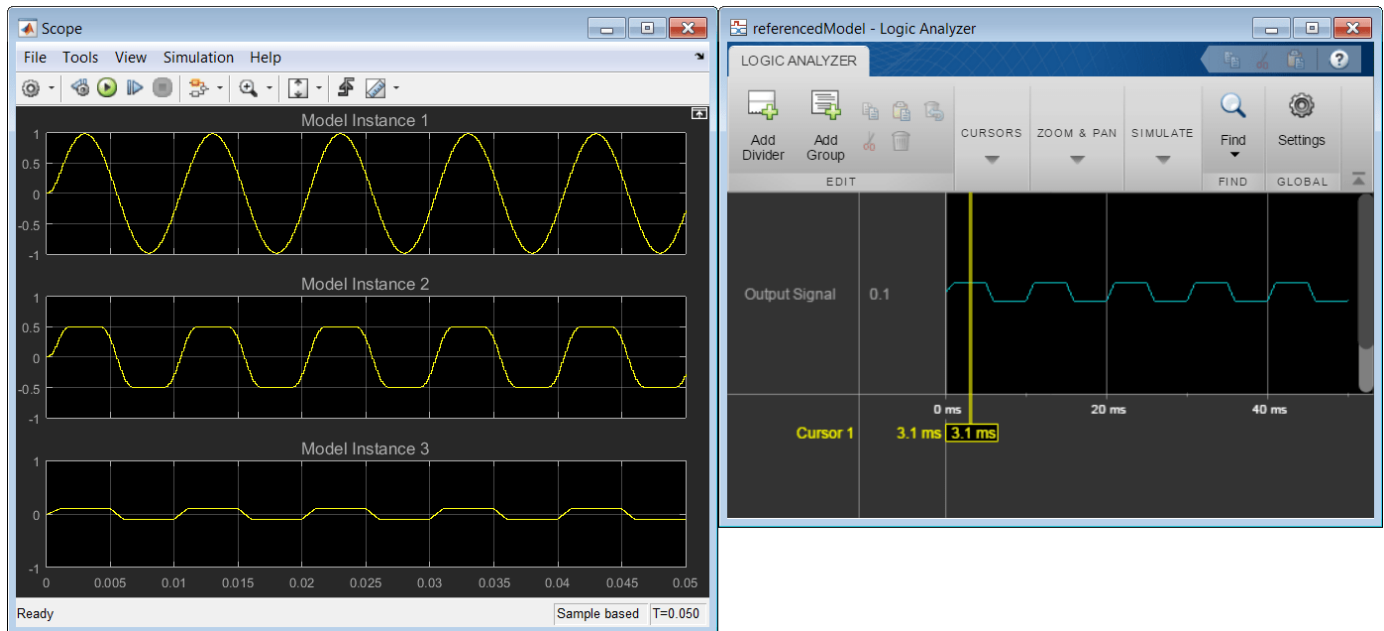 Scope
File Tools View Simulation Help
Model Instance 1
1
0.5
0
-0.5
-1
Model Instance 2
1
0.5
0
-0.5
-1
Model Instance 3
1
0
-1
0 0.005 0.01 0.015 0.02 0.025 0.03 0.035 0.04 0.045 0.05
Ready Sample based T=0.050
referencedModel - Logic Analyzer
LOGIC ANALYZER
?
Add Divider
Add Group
CURSORS
ZOOM & PAN
SIMULATE
Find
Settings
EDIT FIND GLOBAL
Output Signal 0.1
0 ms 20 ms 40 ms
Cursor 1 3.1 ms 3.1 ms